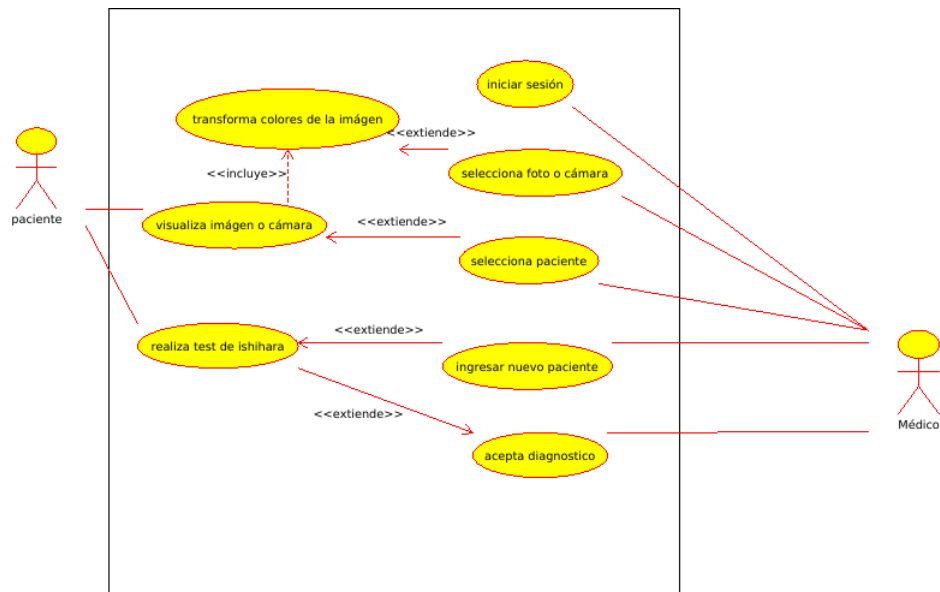 iniciar sesión
transforma colores de la imágen
<<extiende>>
<<incluye>>
selecciona foto o cámara
paciente
visualiza imágen o cámara
<<extiende>>
selecciona paciente
<<extiende>>
realiza test de ishihara
ingresar nuevo paciente
<<extiende>>
Médico
acepta diagnostico